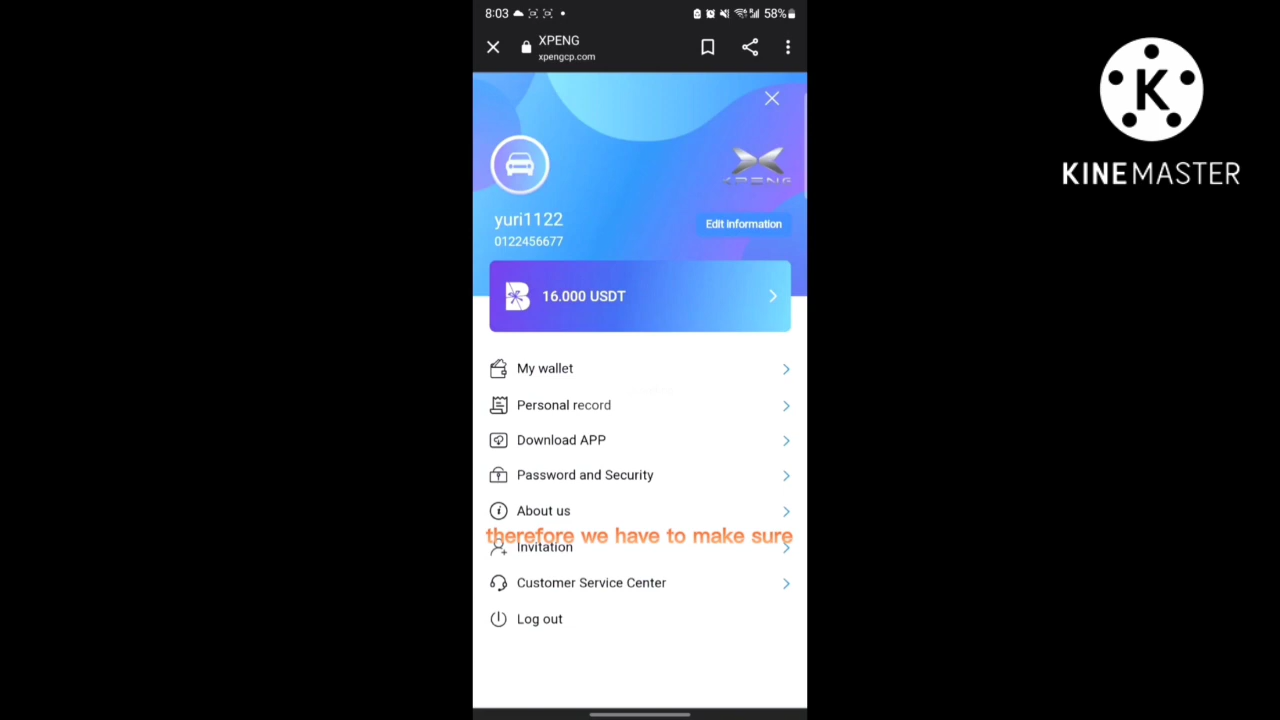 8:03
58%
XPENG
xpengcp.com
XPENG
yuri1122
0122456677
Edit Information
16.000 USDT
My wallet
Personal record
Download APP
Password and Security
About us
therefore we have to make sure
Invitation
Customer Service Center
Log out
K
KINEMASTER